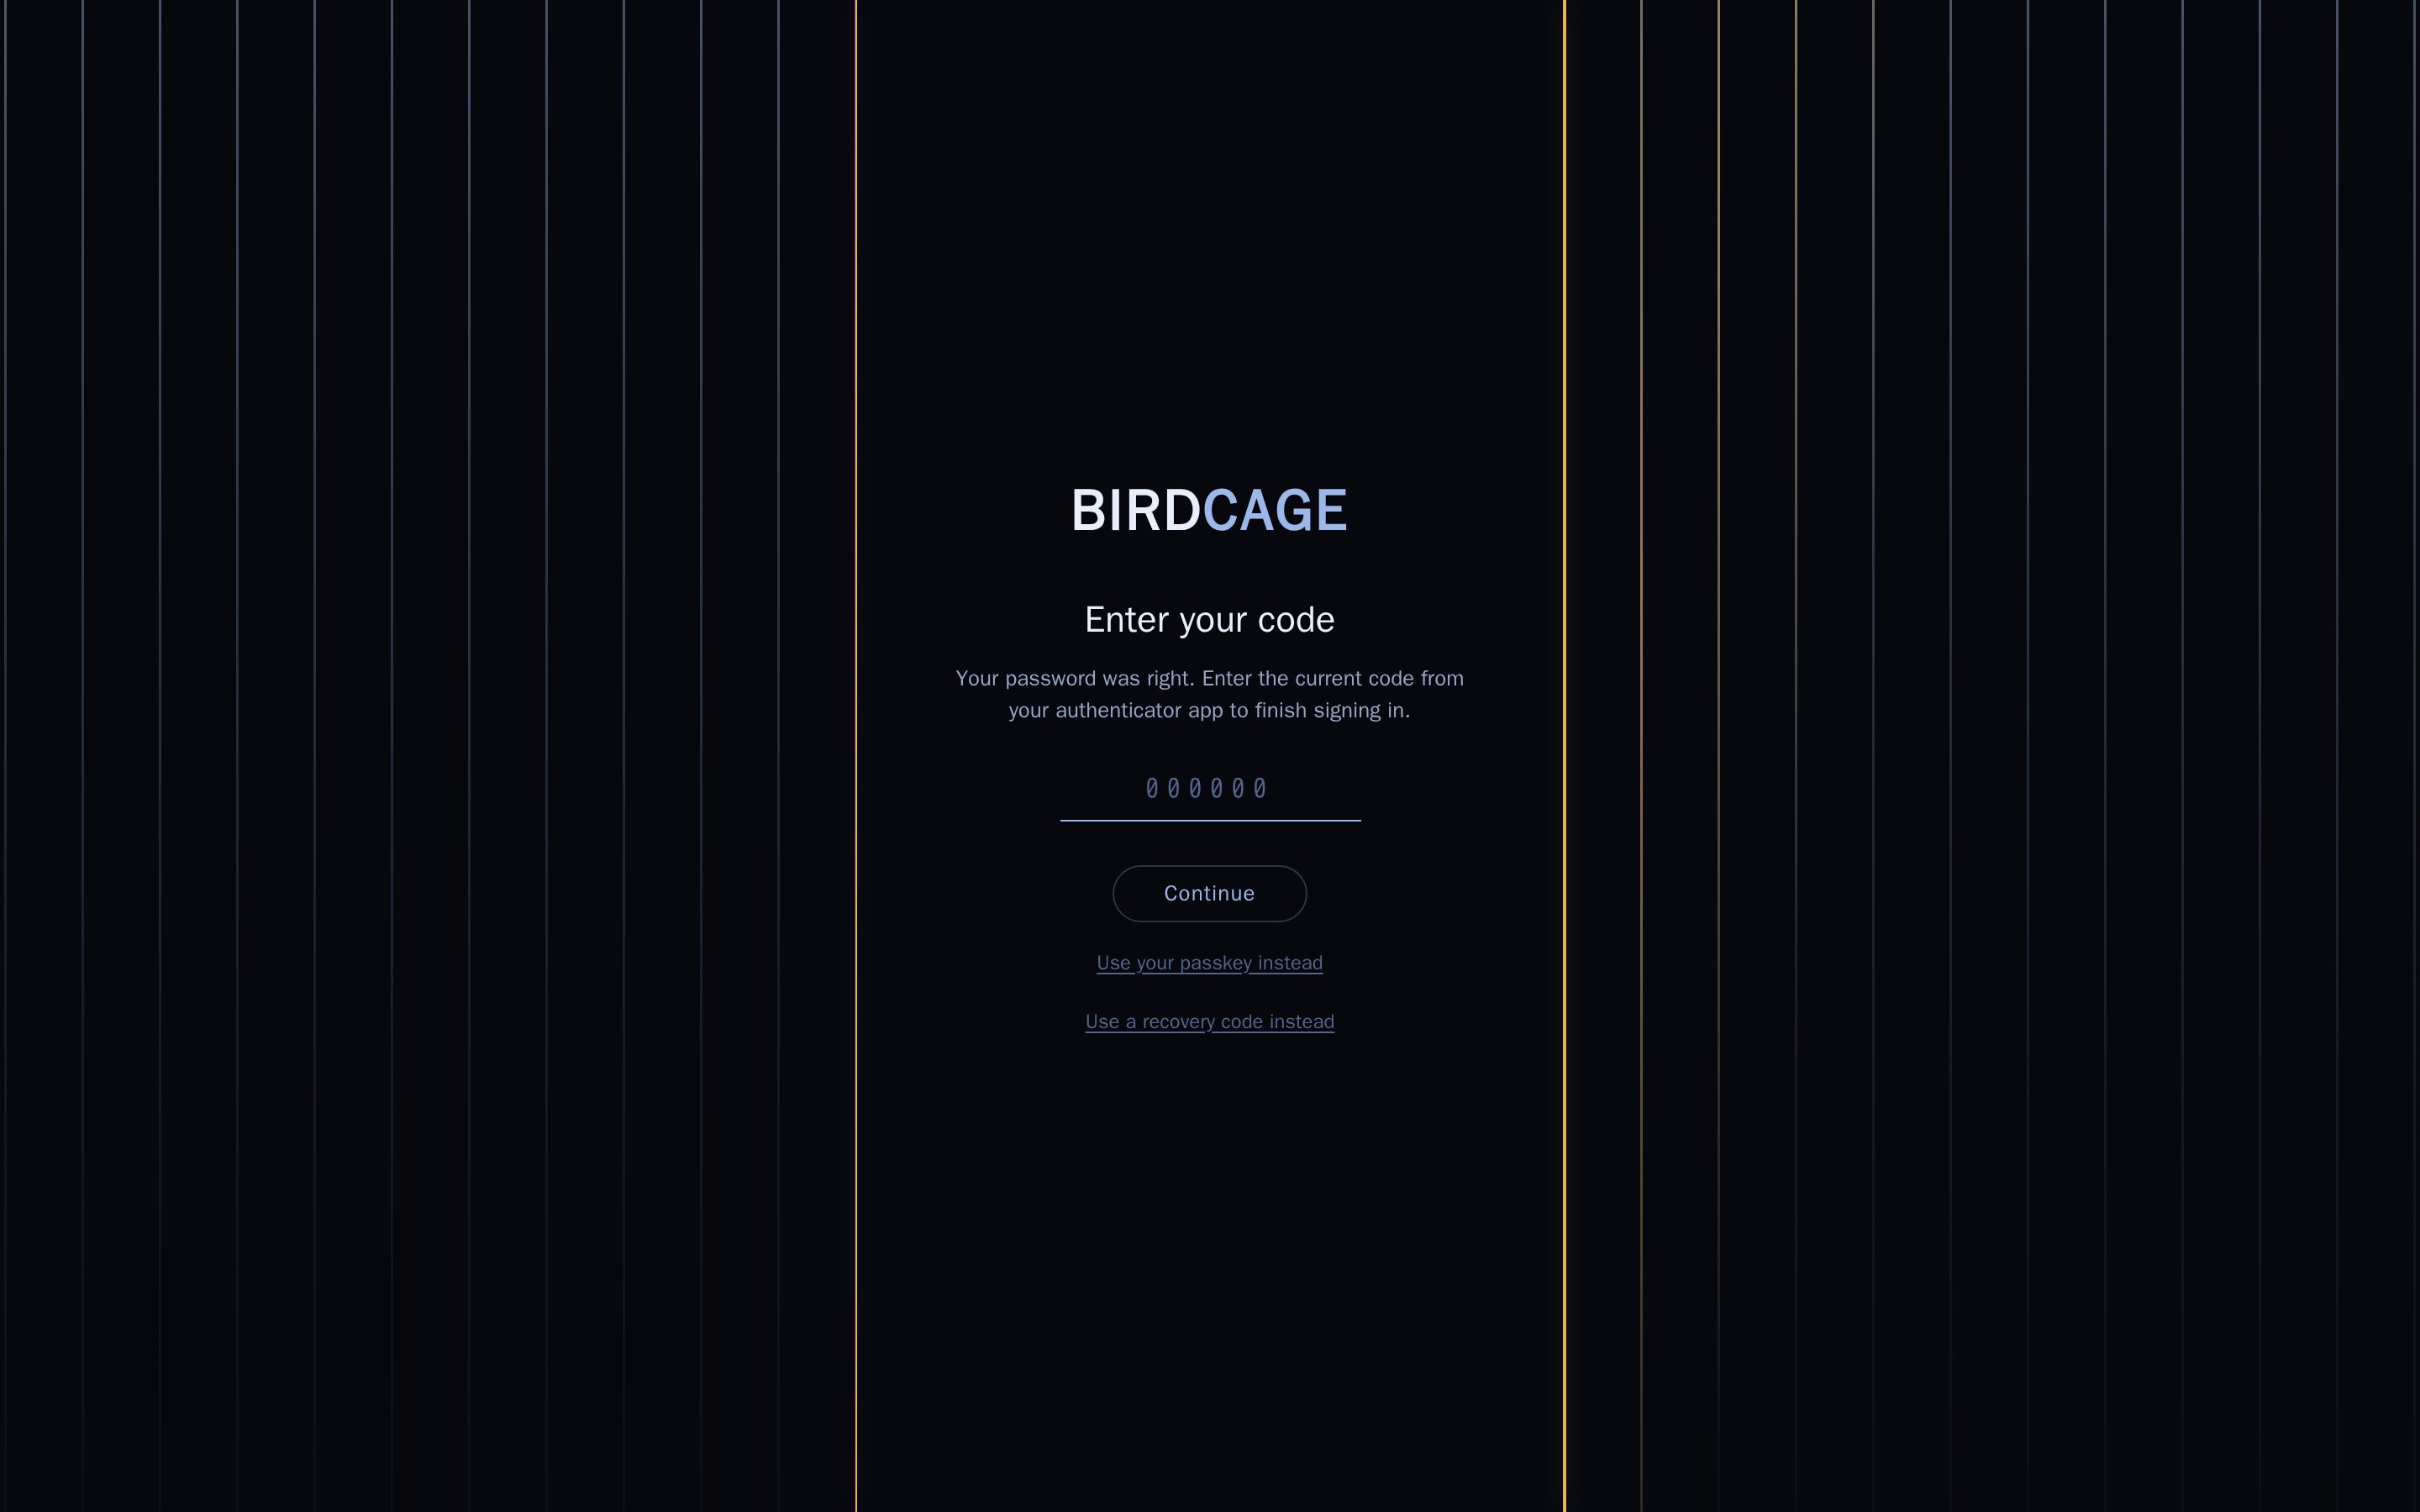 BIRDCAGE
Enter your code
Your password was right. Enter the current code from
your authenticator app to finish signing in.
000000
Continue
Use your passkey instead
Use a recovery code instead